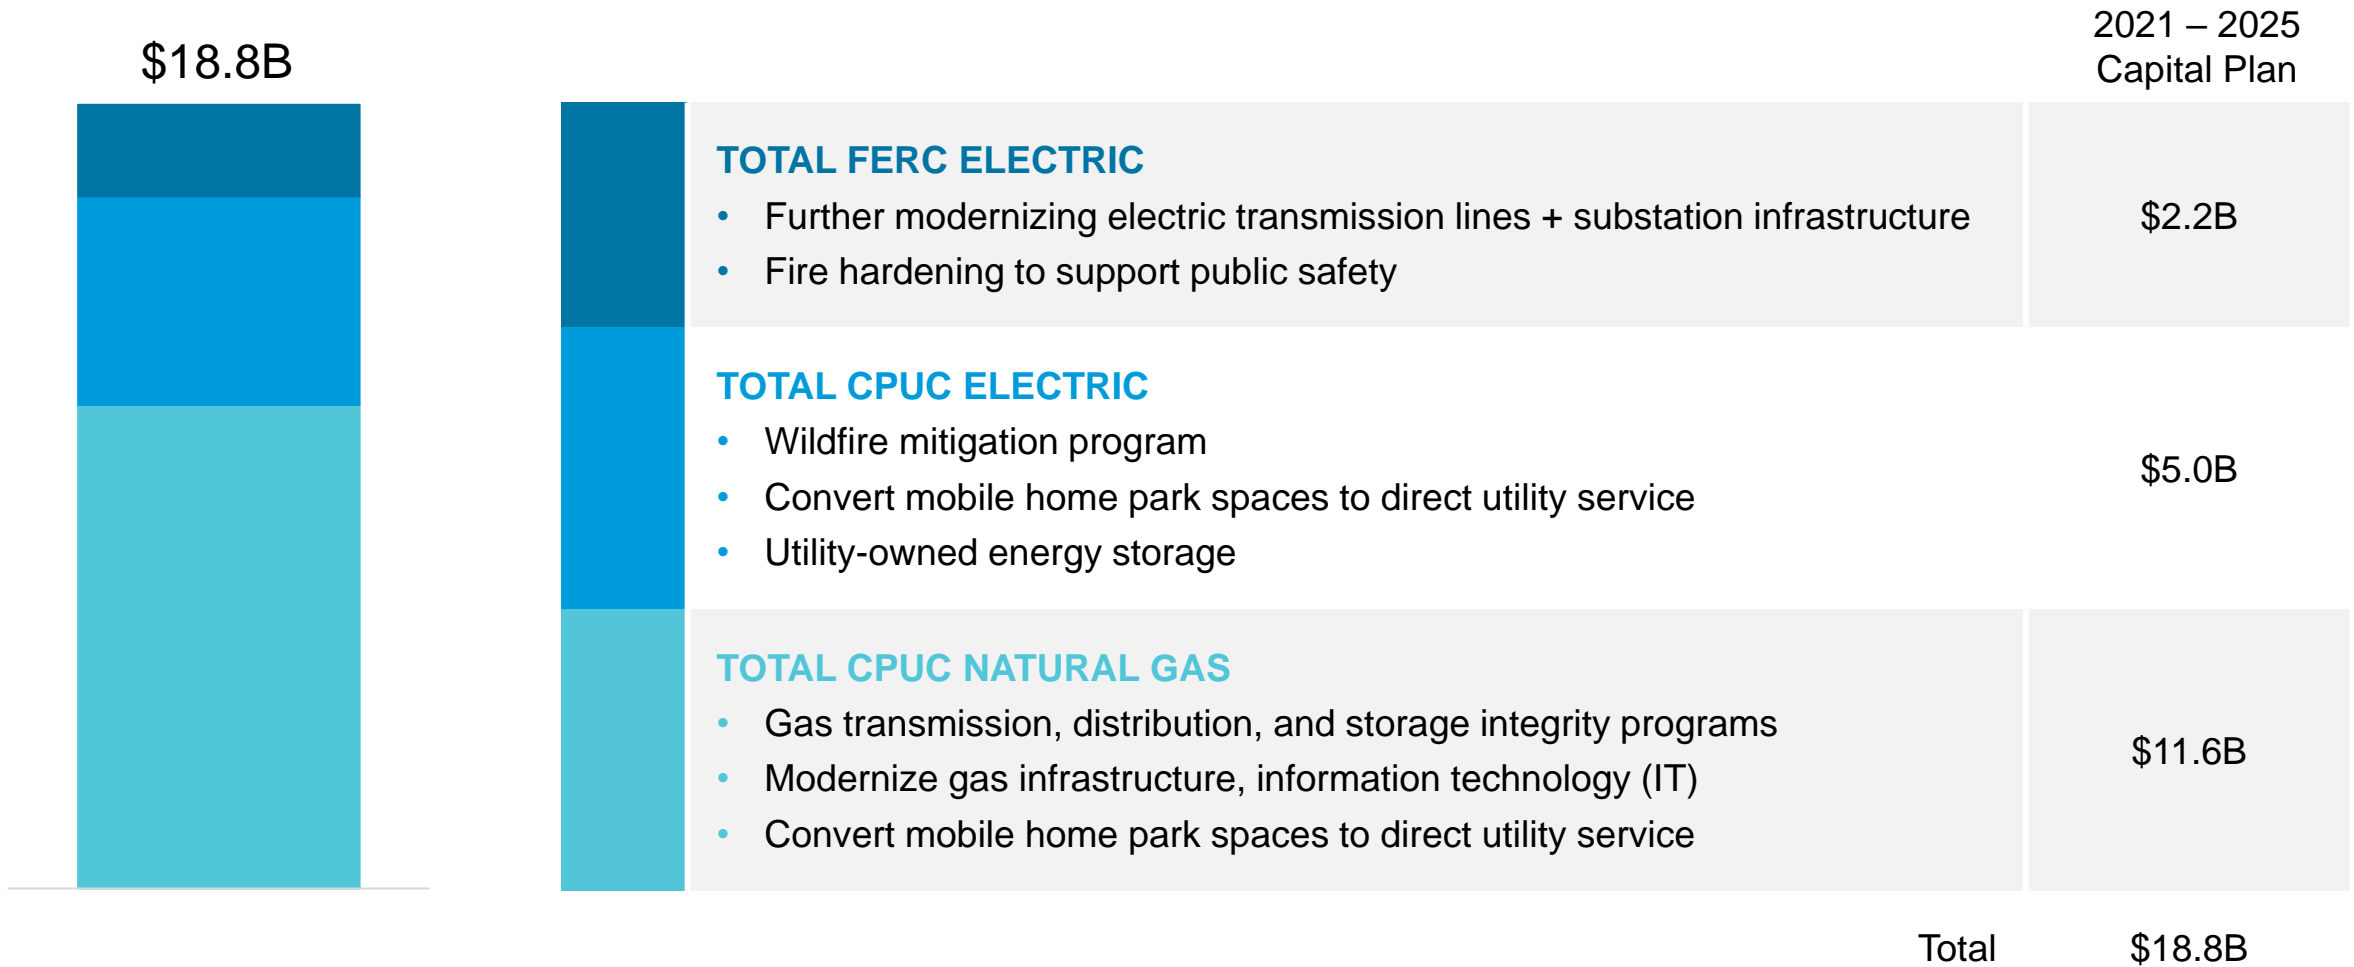 $18.8B
2021 – 2025
Capital Plan
TOTAL FERC ELECTRIC
• Further modernizing electric transmission lines + substation infrastructure
• Fire hardening to support public safety
$2.2B
TOTAL CPUC ELECTRIC
• Wildfire mitigation program
• Convert mobile home park spaces to direct utility service
• Utility-owned energy storage
$5.0B
TOTAL CPUC NATURAL GAS
• Gas transmission, distribution, and storage integrity programs
• Modernize gas infrastructure, information technology (IT)
• Convert mobile home park spaces to direct utility service
$11.6B
Total $18.8B